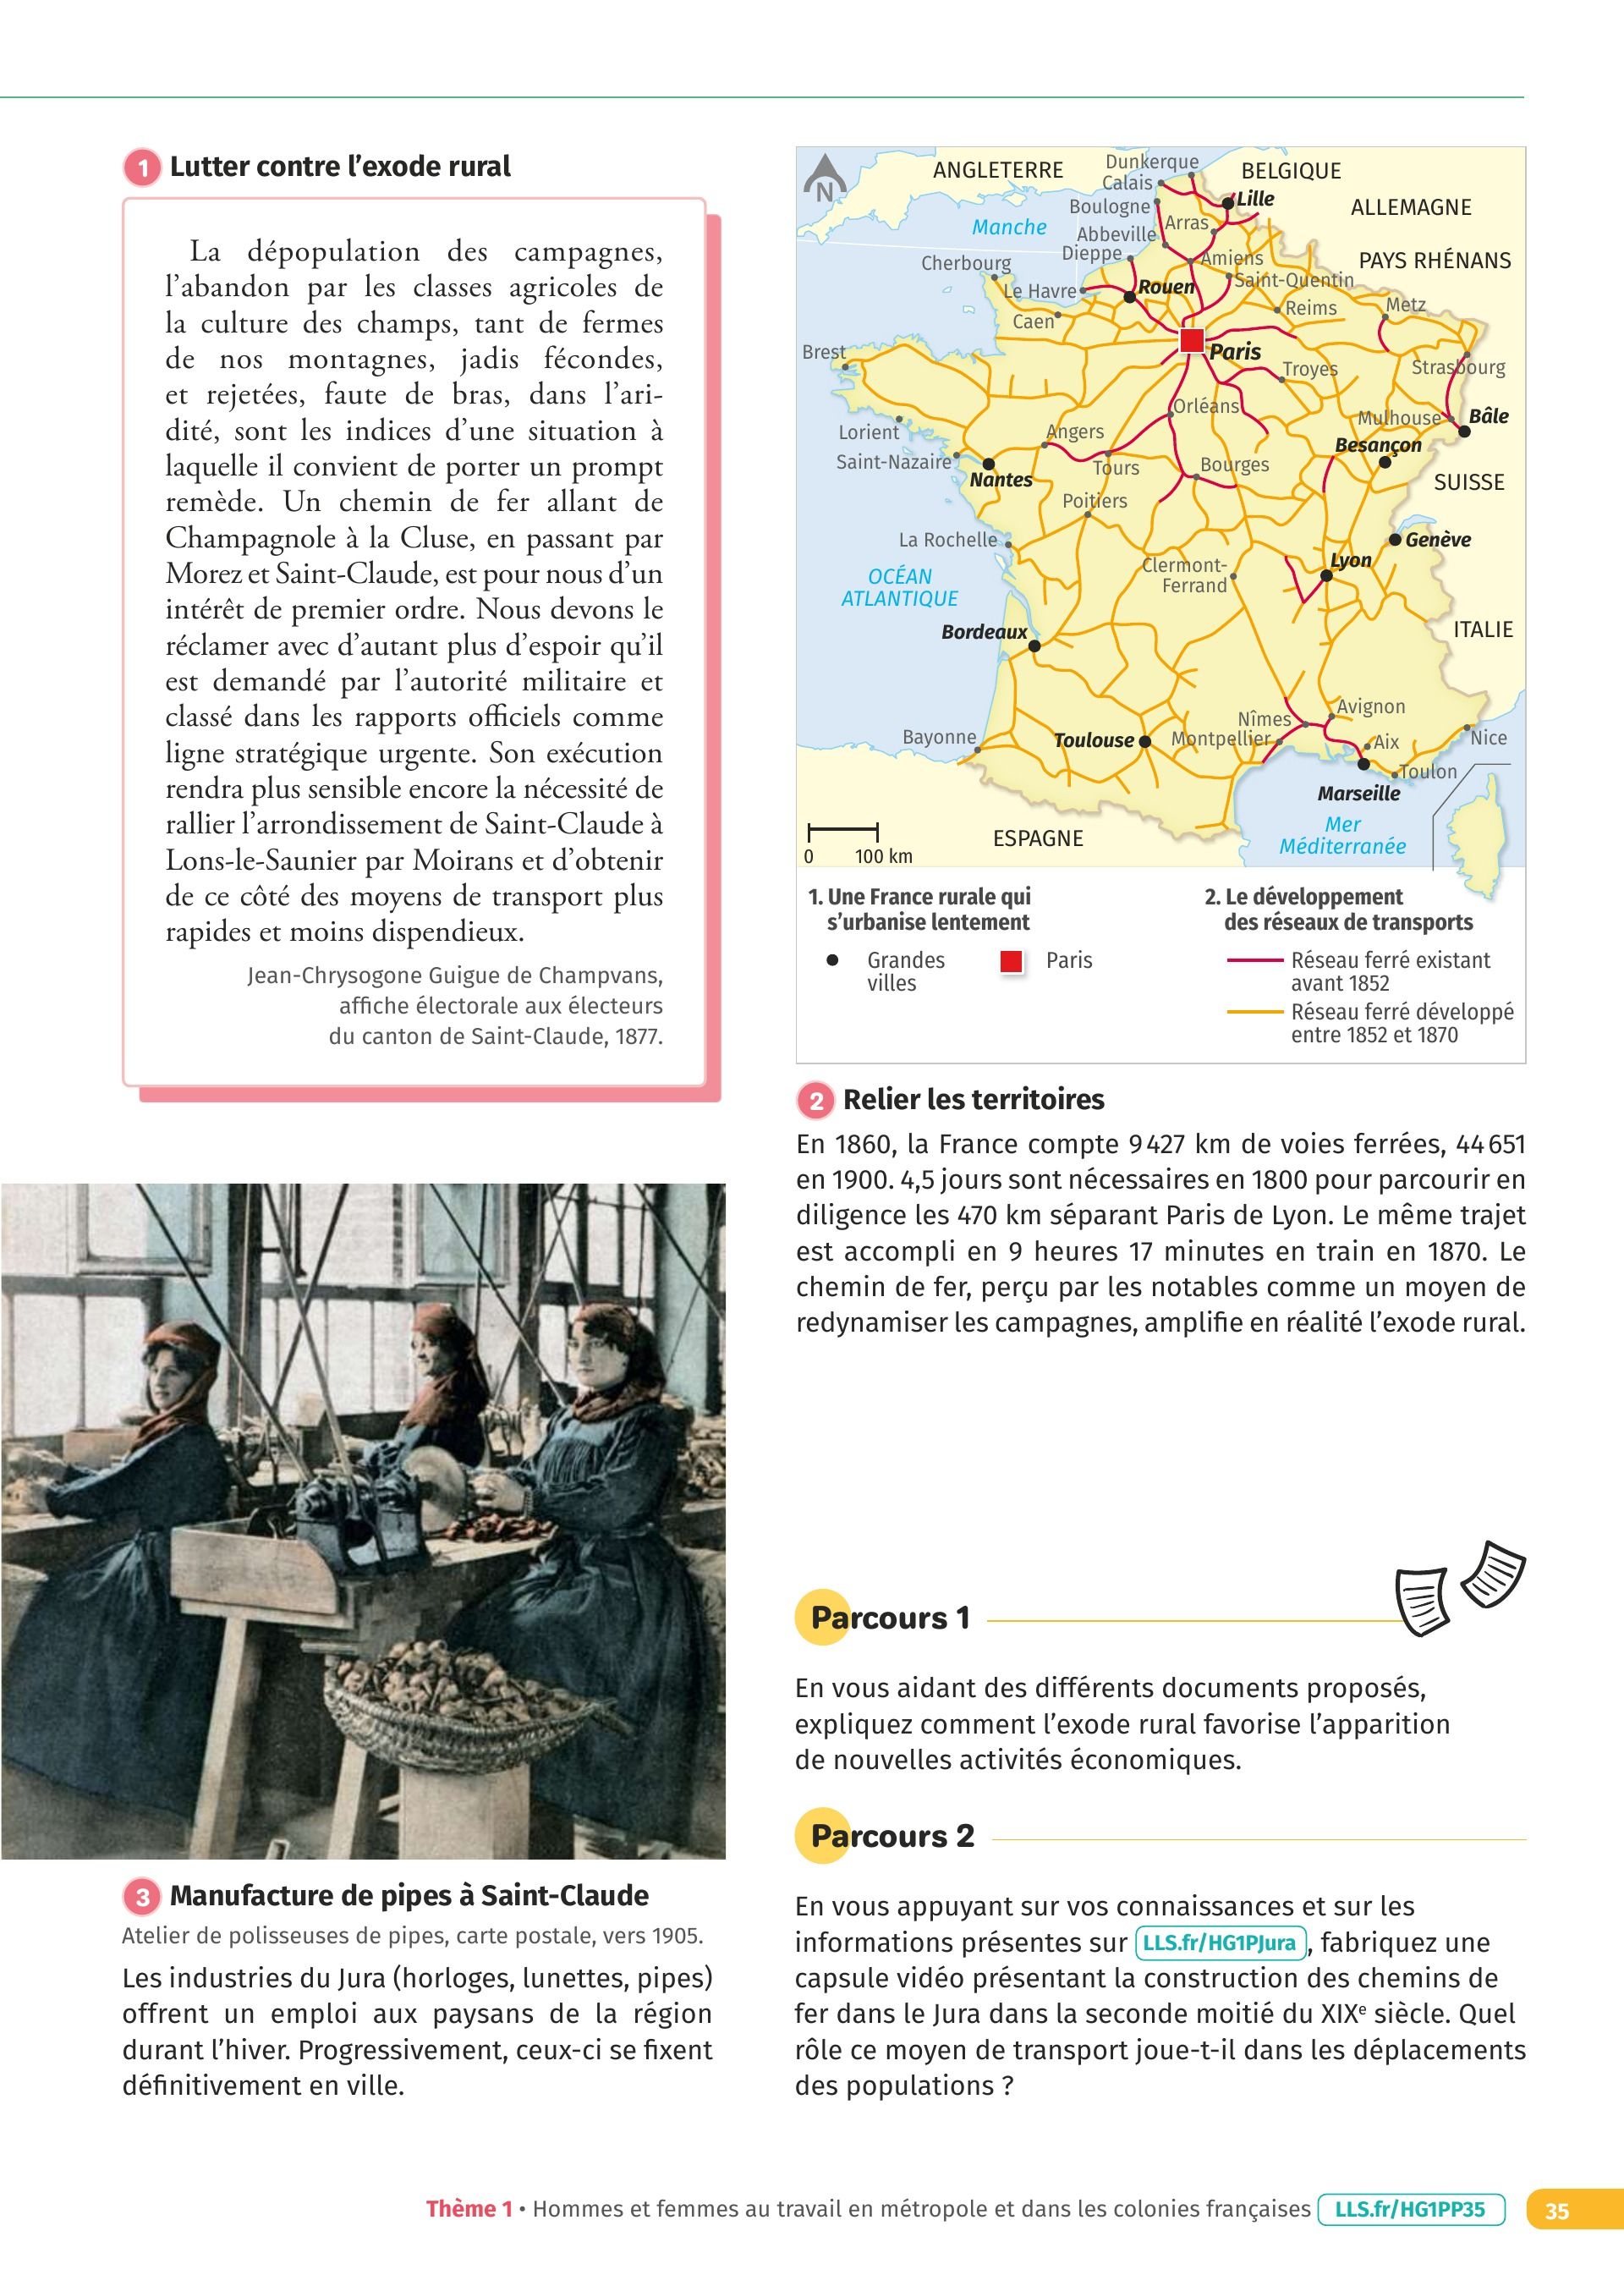 1 Lutter contre l'exode rural
La dépopulation des campagnes,
l'abandon par les classes agricoles de
la culture des champs, tant de fermes
de nos montagnes, jadis fécondes,
et rejetées, faute de bras, dans l'ari-
dité, sont les indices d'une situation à
laquelle il convient de porter un prompt
remède. Un chemin de fer allant de
Champagnole à la Cluse, en passant par
Morez et Saint-Claude, est pour nous d'un
intérêt de premier ordre. Nous devons le
réclamer avec d'autant plus d'espoir qu'il
est demandé par l'autorité militaire et
classé dans les rapports officiels comme
ligne stratégique urgente. Son exécution
rendra plus sensible encore la nécessité de
rallier l'arrondissement de Saint-Claude à
Lons-le-Saunier par Moirans et d'obtenir
de ce côté des moyens de transport plus
rapides et moins dispendieux.
Jean-Chrysogone Guigue de Champvans,
affiche électorale aux électeurs
du canton de Saint-Claude, 1877.
3 Manufacture de pipes à Saint-Claude
Atelier de polisseuses de pipes, carte postale, vers 1905.
Les industries du Jura (horloges, lunettes, pipes)
offrent un emploi aux paysans de la région
durant l'hiver. Progressivement, ceux-ci se fixent
définitivement en ville.
N
ANGLETERRE
Dunkerque
BELGIQUE
Calais
Lille
Boulogne
ALLEMAGNE
Manche
Arras
Abbeville
Dieppe
Amiens
PAYS RHÉNANS
Cherbourg
Saint-Quentin
Le Havre
Rouen
Reims
Metz
Caen
Brest
Paris
Troyes
Strasbourg
Orléans
Mulhouse
Bâle
Lorient
Angers
Besançon
Saint-Nazaire
Tours
Bourges
Nantes
SUISSE
Poitiers
La Rochelle
Genève
Lyon
Clermont-
Ferrand
OCÉAN
ATLANTIQUE
Bordeaux
ITALIE
Avignon
Nîmes
Bayonne
Toulouse
Montpellier
Aix
Nice
Toulon
Marseille
Mer
Méditerranée
ESPAGNE
0 100 km
1. Une France rurale qui
s'urbanise lentement
Grandes
villes
Paris
2. Le développement
des réseaux de transports
Réseau ferré existant
avant 1852
Réseau ferré développé
entre 1852 et 1870
2 Relier les territoires
En 1860, la France compte 9 427 km de voies ferrées, 44 651
en 1900. 4,5 jours sont nécessaires en 1800 pour parcourir en
diligence les 470 km séparant Paris de Lyon. Le même trajet
est accompli en 9 heures 17 minutes en train en 1870. Le
chemin de fer, perçu par les notables comme un moyen de
redynamiser les campagnes, amplifie en réalité l'exode rural.
Parcours 1
En vous aidant des différents documents proposés,
expliquez comment l'exode rural favorise l'apparition
de nouvelles activités économiques.
Parcours 2
En vous appuyant sur vos connaissances et sur les
informations présentes sur LLS.fr/HG1PJura, fabriquez une
capsule vidéo présentant la construction des chemins de
fer dans le Jura dans la seconde moitié du XIXe siècle. Quel
rôle ce moyen de transport joue-t-il dans les déplacements
des populations ?
Thème 1 • Hommes et femmes au travail en métropole et dans les colonies françaises LLS.fr/HG1PP35 35